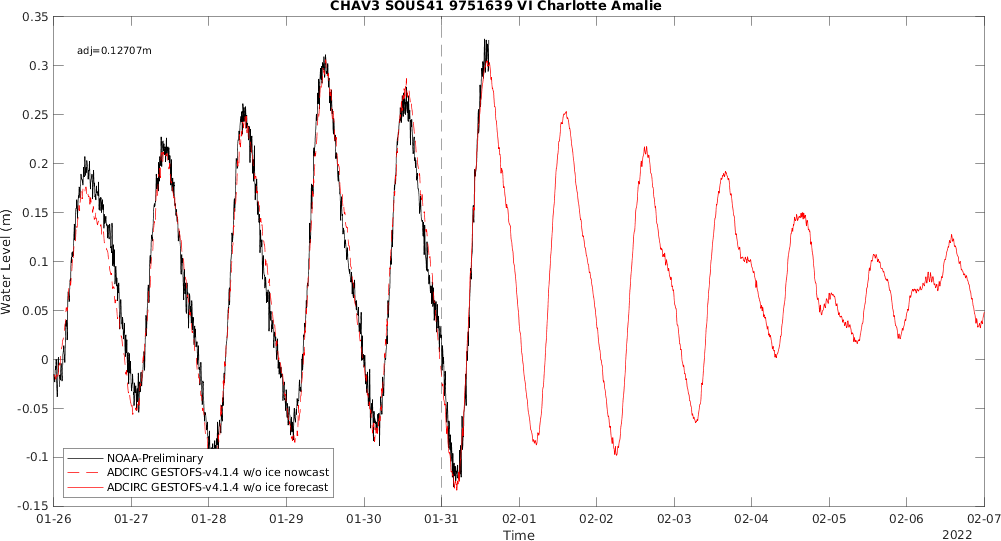 CHAV3 SOUS41 9751639 VI Charlotte Amalie
adj=0.12707m
0.35
0.3
0.25
0.2
0.15
0.1
0.05
0
-0.05
-0.1
-0.15
Water Level (m)
NOAA-Preliminary
ADCIRC GESTOFS-v4.1.4 w/o ice nowcast
ADCIRC GESTOFS-v4.1.4 w/o ice forecast
01-26 01-27 01-28 01-29 01-30 01-31 02-01 02-02 02-03 02-04 02-05 02-06 02-07
Time
2022